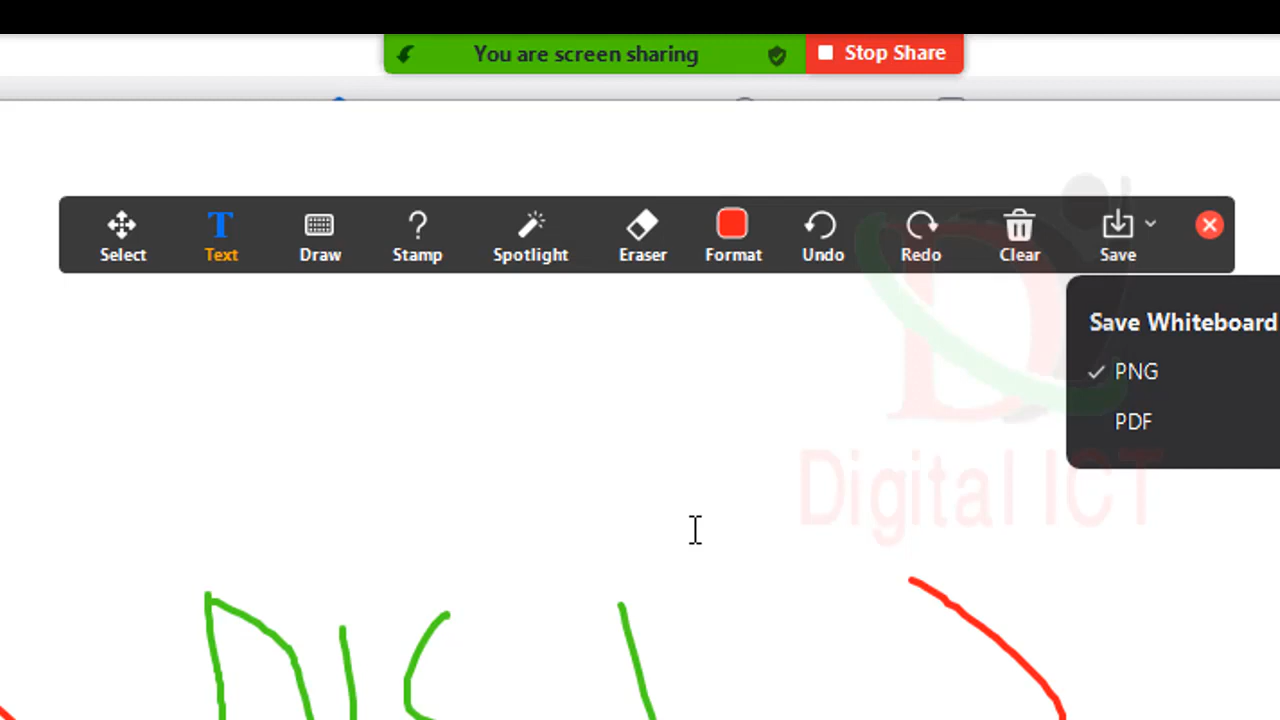 You are screen sharing Stop Share
Select Text Draw Stamp Spotlight Eraser Format Undo Redo Clear Save
Save Whiteboard
PNG
PDF
Digital ICT